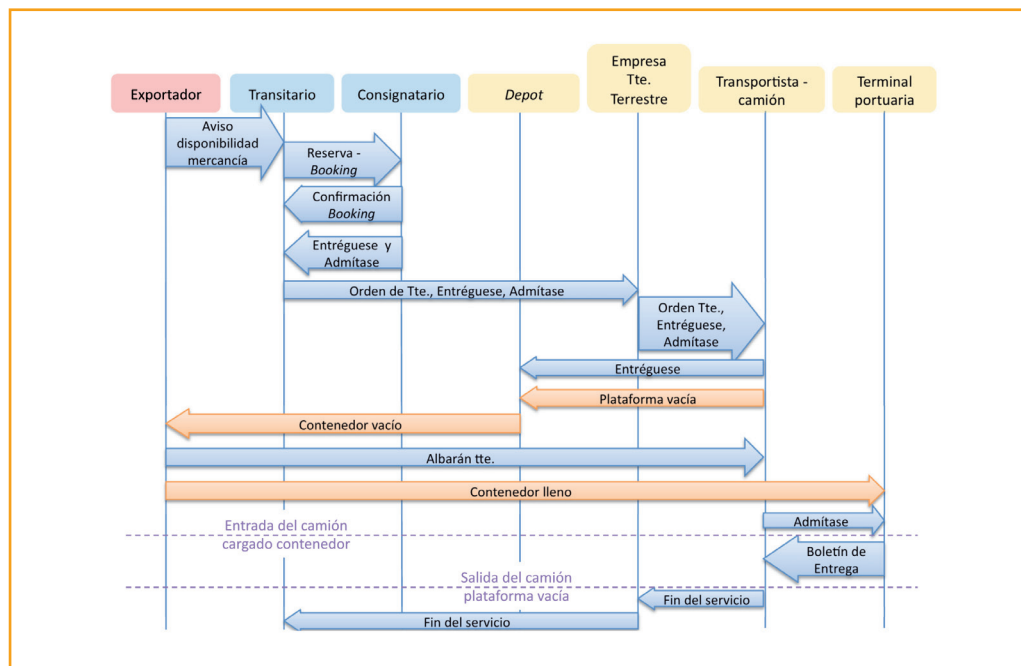 Exportador
Transitario
Consignatario
Depot
Empresa
Tte.
Terrestre
Transportista -
camión
Terminal
portuaria
Aviso
disponibilidad
mercancía
Reserva -
Booking
Confirmación
Booking
Entréguese y
Admítase
Orden de Tte., Entréguese, Admítase
Orden Tte.,
Entréguese,
Admítase
Entréguese
Plataforma vacía
Contenedor vacío
Albarán tte.
Contenedor lleno
Admítase
Entrada del camión
cargado contenedor
Boletín de
Entrega
Salida del camión
plataforma vacía
Fin del servicio
Fin del servicio